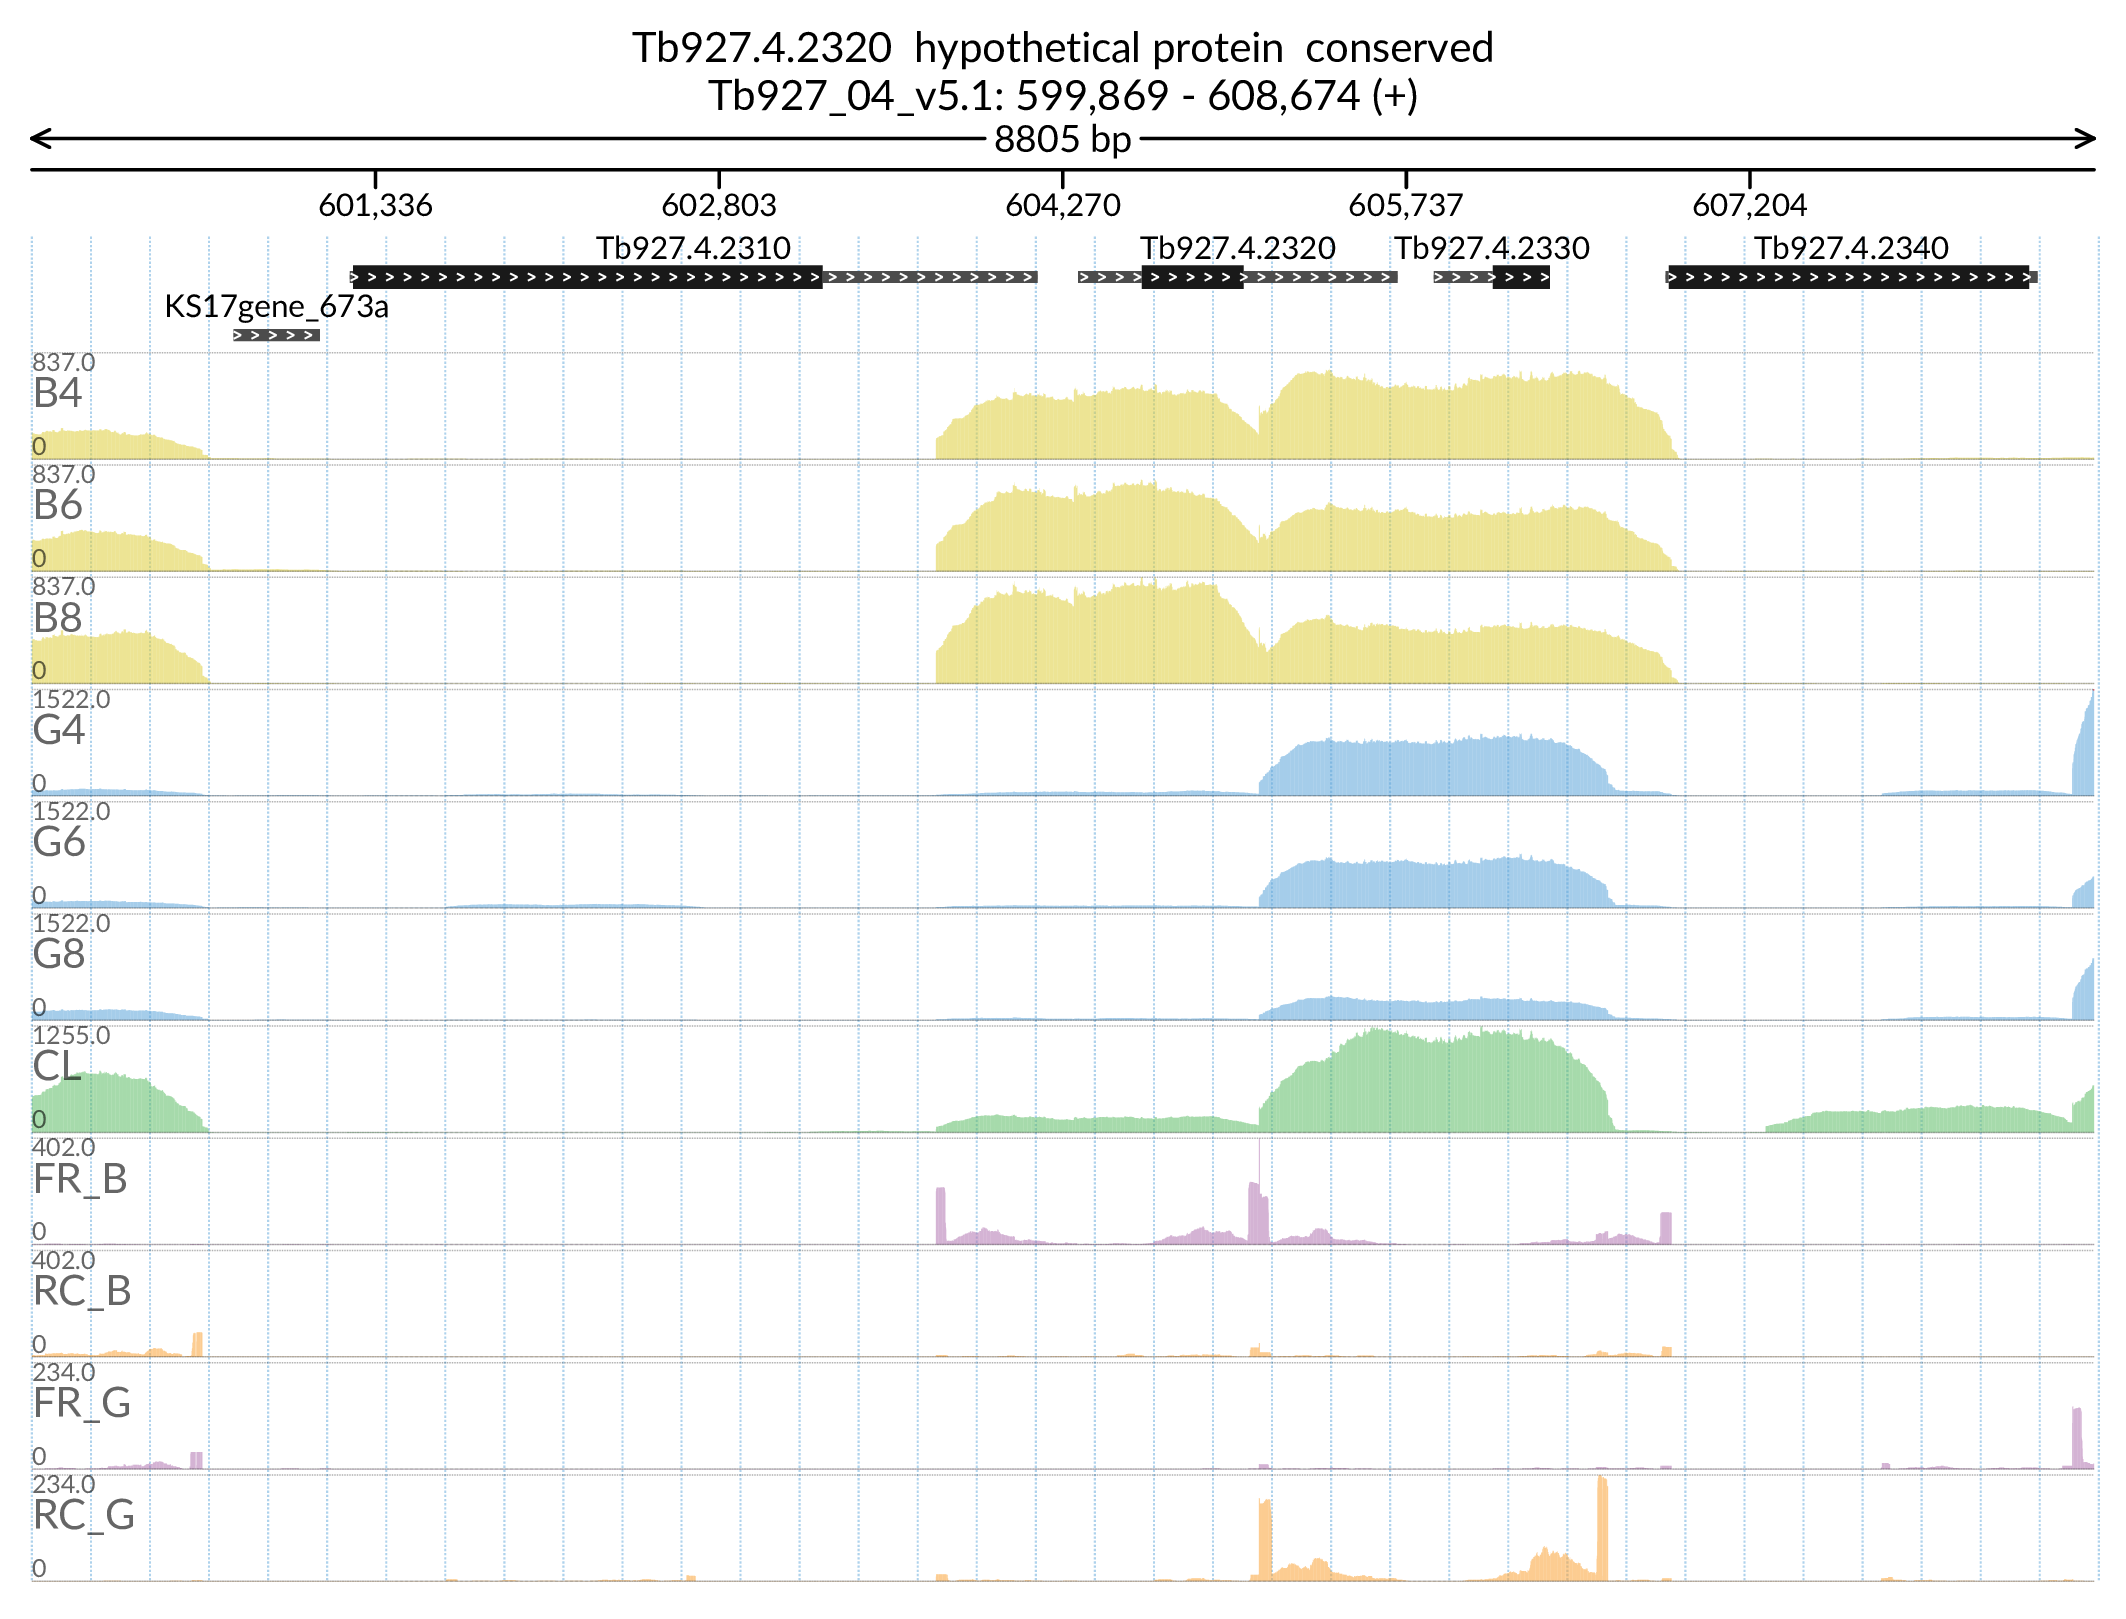 Tb927.4.2320 hypothetical protein conserved
Tb927_04_v5.1: 599,869 - 608,674 (+)
8805 bp
601,336 602,803 604,270 605,737 607,204
Tb927.4.2310 Tb927.4.2320 Tb927.4.2330 Tb927.4.2340
KS17gene_673a
837.0
B4
0
837.0
B6
0
837.0
B8
0
1522.0
G4
0
1522.0
G6
0
1522.0
G8
0
1255.0
CL
0
402.0
FR_B
0
402.0
RC_B
0
234.0
FR_G
0
234.0
RC_G
0